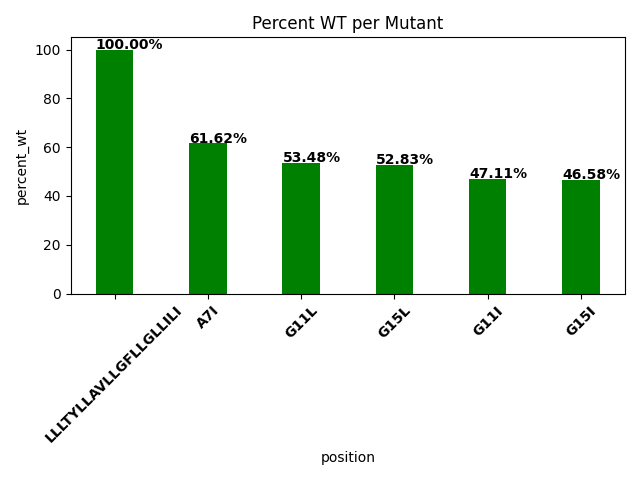 Percent WT per Mutant
percent_wt
100
80
60
40
20
0
100.00%
61.62%
53.48%
52.83%
47.11%
46.58%
LLLTYLLAVLLGFLLGLLILI
A7I
G11L
G15L
G11I
G15I
position